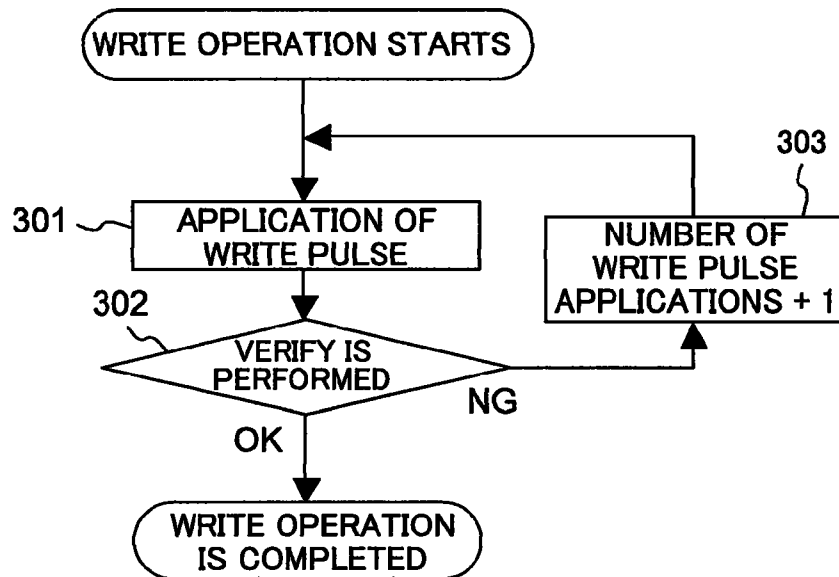 WRITE OPERATION STARTS
303
301
APPLICATION OF
WRITE PULSE
NUMBER OF
WRITE PULSE
APPLICATIONS + 1
302
VERIFY IS
PERFORMED
NG
OK
WRITE OPERATION
IS COMPLETED